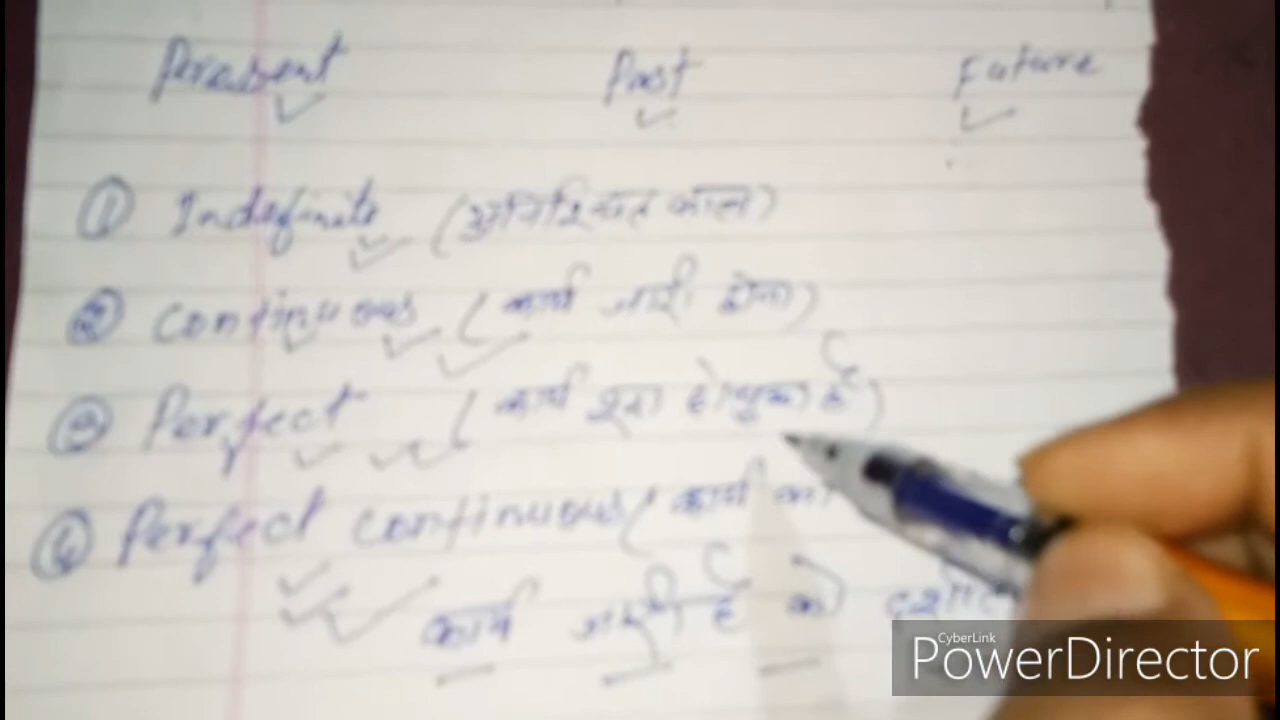 Present Past Future
① Indefinite (अनिश्चित काल)
② Continuous (कार्य जारी होना)
③ Perfect (कार्य पूरा हो चुका है)
④ Perfect continuous (कार्य का
कार्य जारी है को
CyberLink
PowerDirector